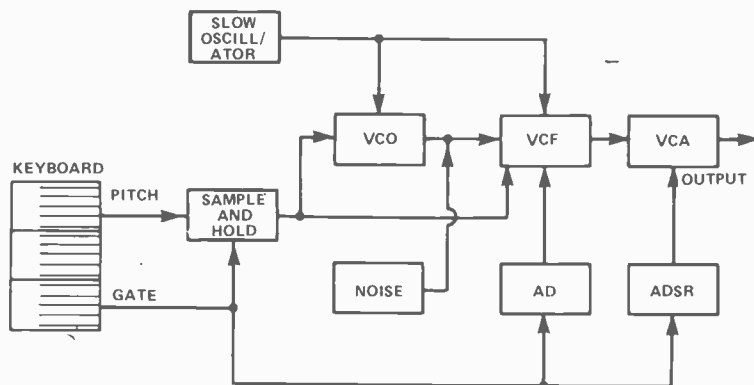 SLOW
OSCILL/
ATOR
VCO
VCF
VCA
KEYBOARD
OUTPUT
PITCH
SAMPLE
AND
HOLD
GATE
NOISE
AD
ADSR